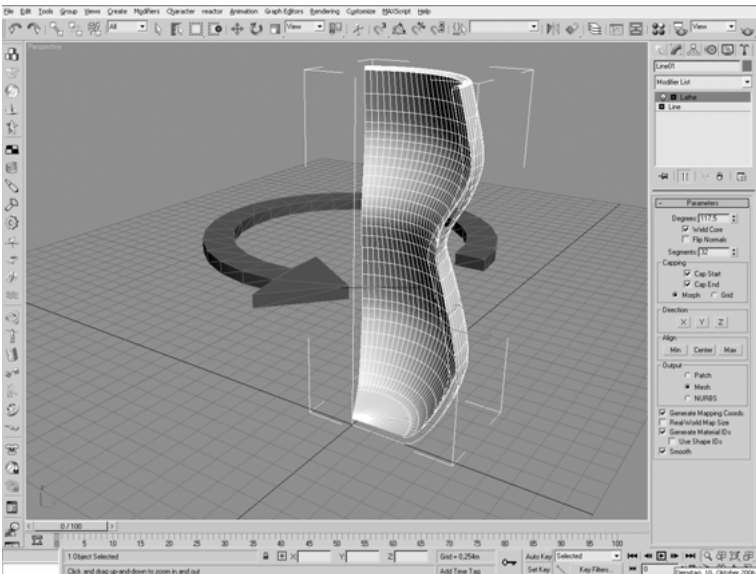 File Edit Tools Group Views Create Modifiers Character reactor Animation Graph Editors Rendering Customize MAXScript Help
All
View
View
Perspective
Line01
Modifier List
Lathe
Line
Parameters
Degrees: 117,5
Weld Core
Flip Normals
Segments: 32
Capping
Cap Start
Cap End
Morph Grid
Direction
X Y Z
Align
Min Center Max
Output
Patch
Mesh
NURBS
Generate Mapping Coords.
Real-World Map Size
Generate Material IDs
Use Shape IDs
Smooth
0 / 100
0 5 10 15 20 25 30 35 40 45 50 55 60 65 70 75 80 85 90 95 100
1 Object Selected
X: Y: Z:
Grid = 0,254m
Auto Key Selected
Click and drag up-and-down to zoom in and out
Add Time Tag
Set Key
Key Filters...
0
Dienstag, 10. Oktober 2006